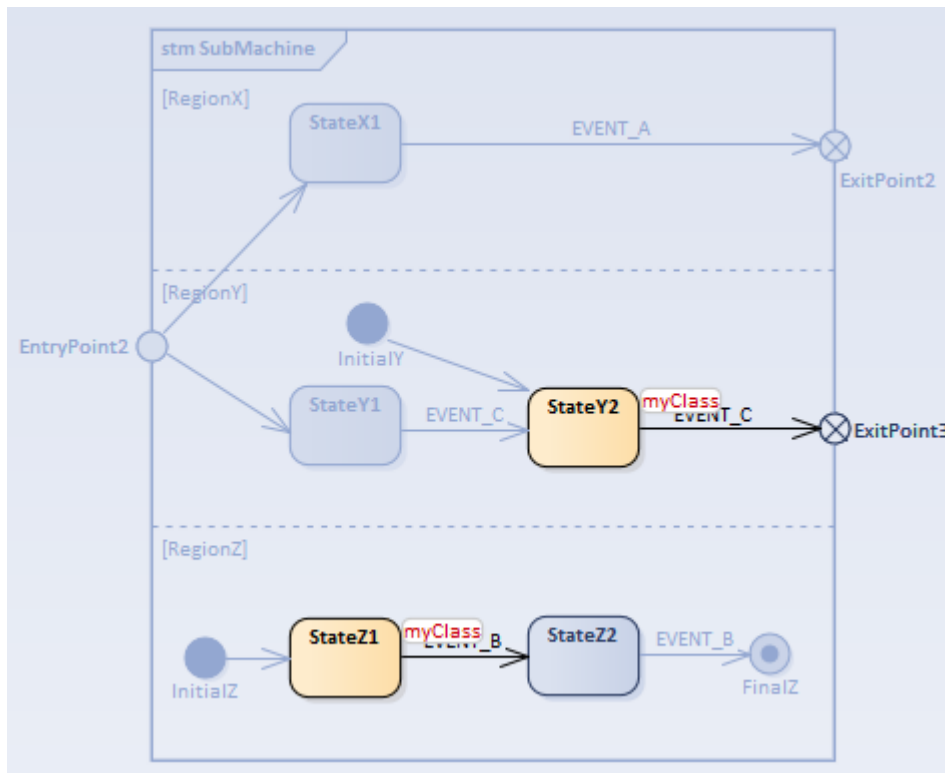 stm SubMachine
[RegionX]
StateX1
EVENT_A
ExitPoint2
[RegionY]
EntryPoint2
InitialY
StateY1
EVENT_C
StateY2
myClass
EVENT_C
ExitPoint3
[RegionZ]
InitialZ
StateZ1
myClass
EVENT_B
StateZ2
EVENT_B
FinalZ